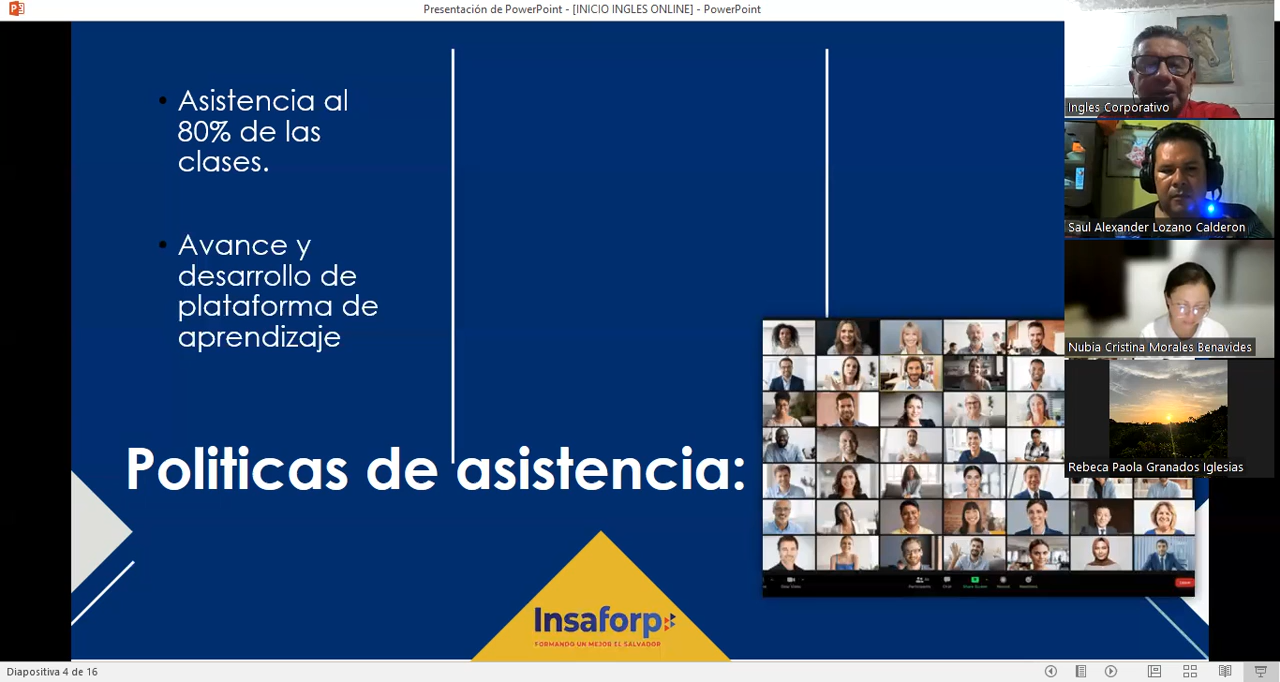 Presentación de PowerPoint - [INICIO INGLES ONLINE] - PowerPoint
• Asistencia al
80% de las
clases.
• Avance y
desarrollo de
plataforma de
aprendizaje
Politicas de asistencia:
Insaforp
FORMANDO UN MEJOR EL SALVADOR
Ingles Corporativo
Saul Alexander Lozano Calderon
Nubia Cristina Morales Benavides
Rebeca Paola Granados Iglesias
Diapositiva 4 de 16